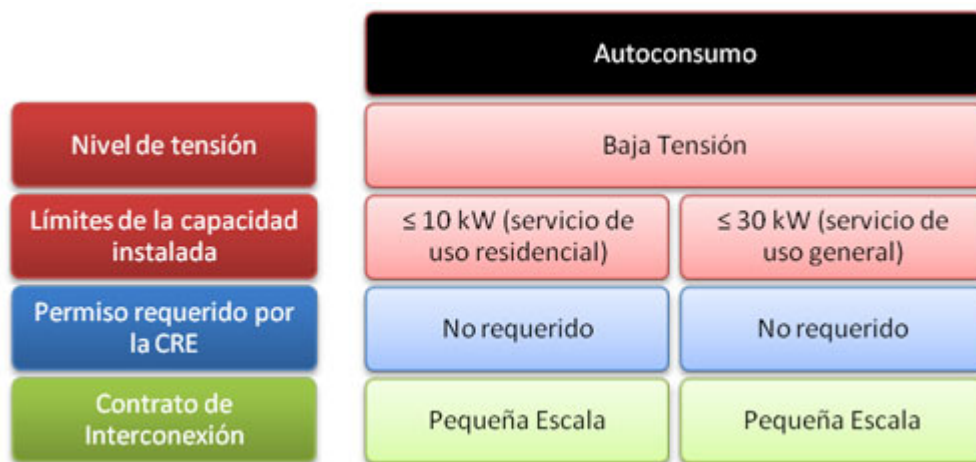 Autoconsumo
Nivel de tensión
Baja Tensión
Límites de la capacidad
instalada
≤ 10 kW (servicio de
uso residencial)
≤ 30 kW (servicio de
uso general)
Permiso requerido por
la CRE
No requerido
No requerido
Contrato de
Interconexión
Pequeña Escala
Pequeña Escala